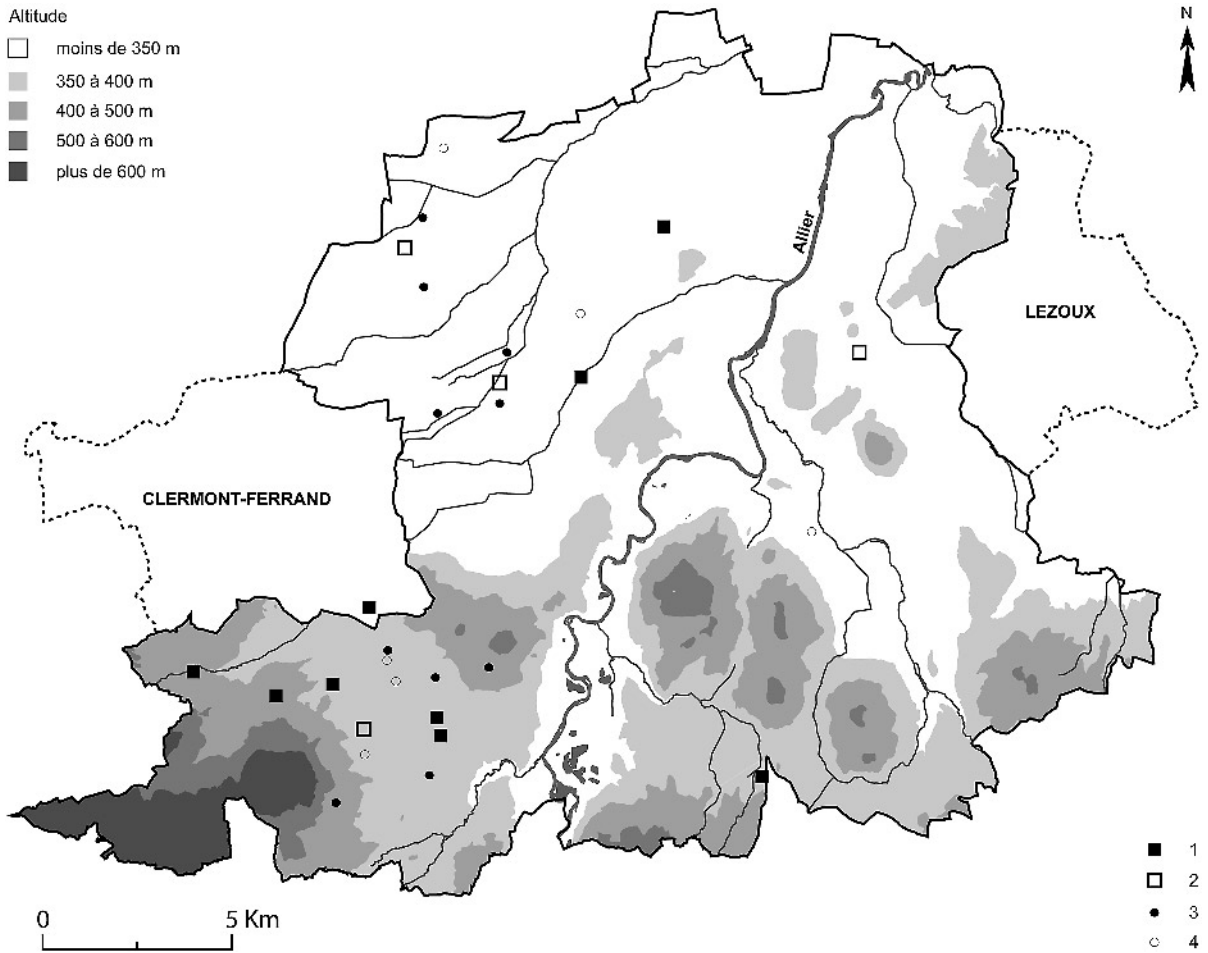 Altitude
moins de 350 m
350 à 400 m
400 à 500 m
500 à 600 m
plus de 600 m
N
Allier
LEZOUX
CLERMONT-FERRAND
1
2
3
4
0 5 Km